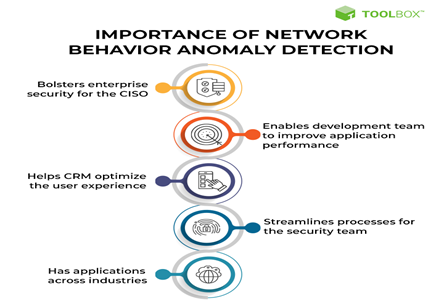 TOOLBOX™
IMPORTANCE OF NETWORK
BEHAVIOR ANOMALY DETECTION
Bolsters enterprise
security for the CISO
Enables development team
to improve application
performance
Helps CRM optimize
the user experience
Streamlines processes for
the security team
Has applications
across industries